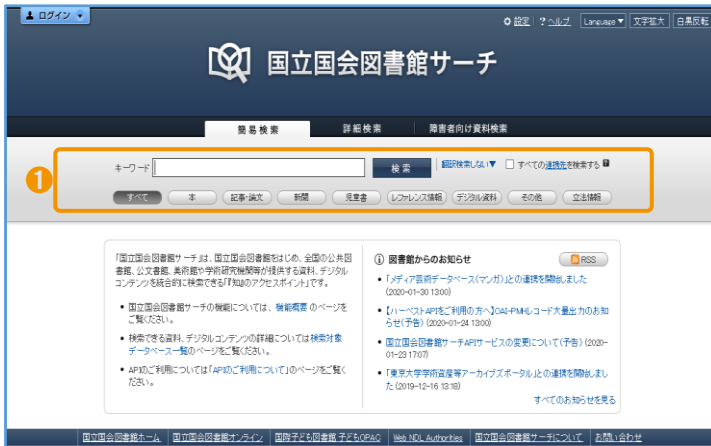 ログイン ▼
設定 | ? ヘルプ Language▼ 文字拡大 白黒反転
国立国会図書館サーチ
簡易検索 詳細検索 障害者向け資料検索
❶
キーワード 検索 翻訳検索しない▼ すべての連携先を検索する
すべて 本 記事・論文 新聞 児童書 レファレンス情報 デジタル資料 その他 立法情報
「国立国会図書館サーチ」は、国立国会図書館をはじめ、全国の公共図
書館、公文書館、美術館や学術研究機関等が提供する資料、デジタル
コンテンツを統合的に検索できる「『知』のアクセスポイント」です。
• 国立国会図書館サーチの機能については、機能概要 のページを
ご覧ください。
• 検索できる資料、デジタルコンテンツの詳細については検索対象
データベース一覧のページをご覧ください。
• APIのご利用については「APIのご利用について」のページをご覧く
ださい。
図書館からのお知らせ RSS
• 「メディア芸術データベース(マンガ)」との連携を開始しました
(2020-01-30 13:00)
• 【ハーベストAPIをご利用の方へ】OAI-PMHレコード大量出力のお知
らせ(予告) (2020-01-24 13:00)
• 国立国会図書館サーチAPIサービスの変更について(予告) (2020-
01-23 17:07)
• 「東京大学学術資産等アーカイブズポータル」との連携を開始しまし
た (2019-12-16 13:18)
すべてのお知らせを見る
国立国会図書館ホーム 国立国会図書館オンライン 国際子ども図書館 子どもOPAC Web NDL Authorities 国立国会図書館サーチについて お問い合わせ